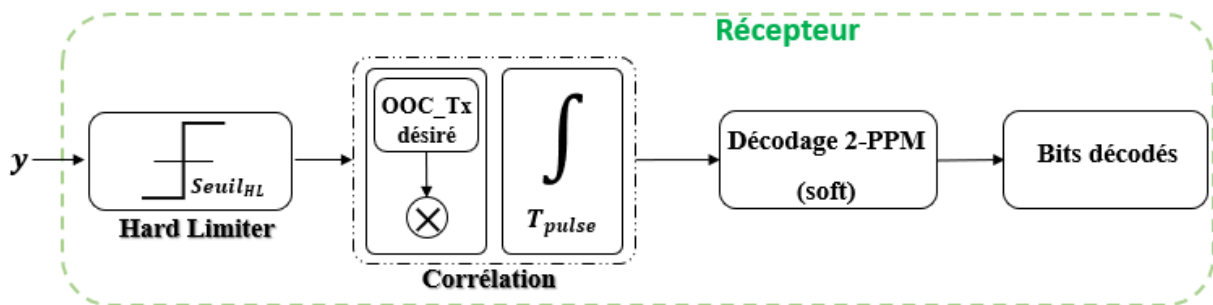 Récepteur
y
Seuil_HL
Hard Limiter
OOC_Tx
désiré
∫
T_pulse
Corrélation
Décodage 2-PPM
(soft)
Bits décodés